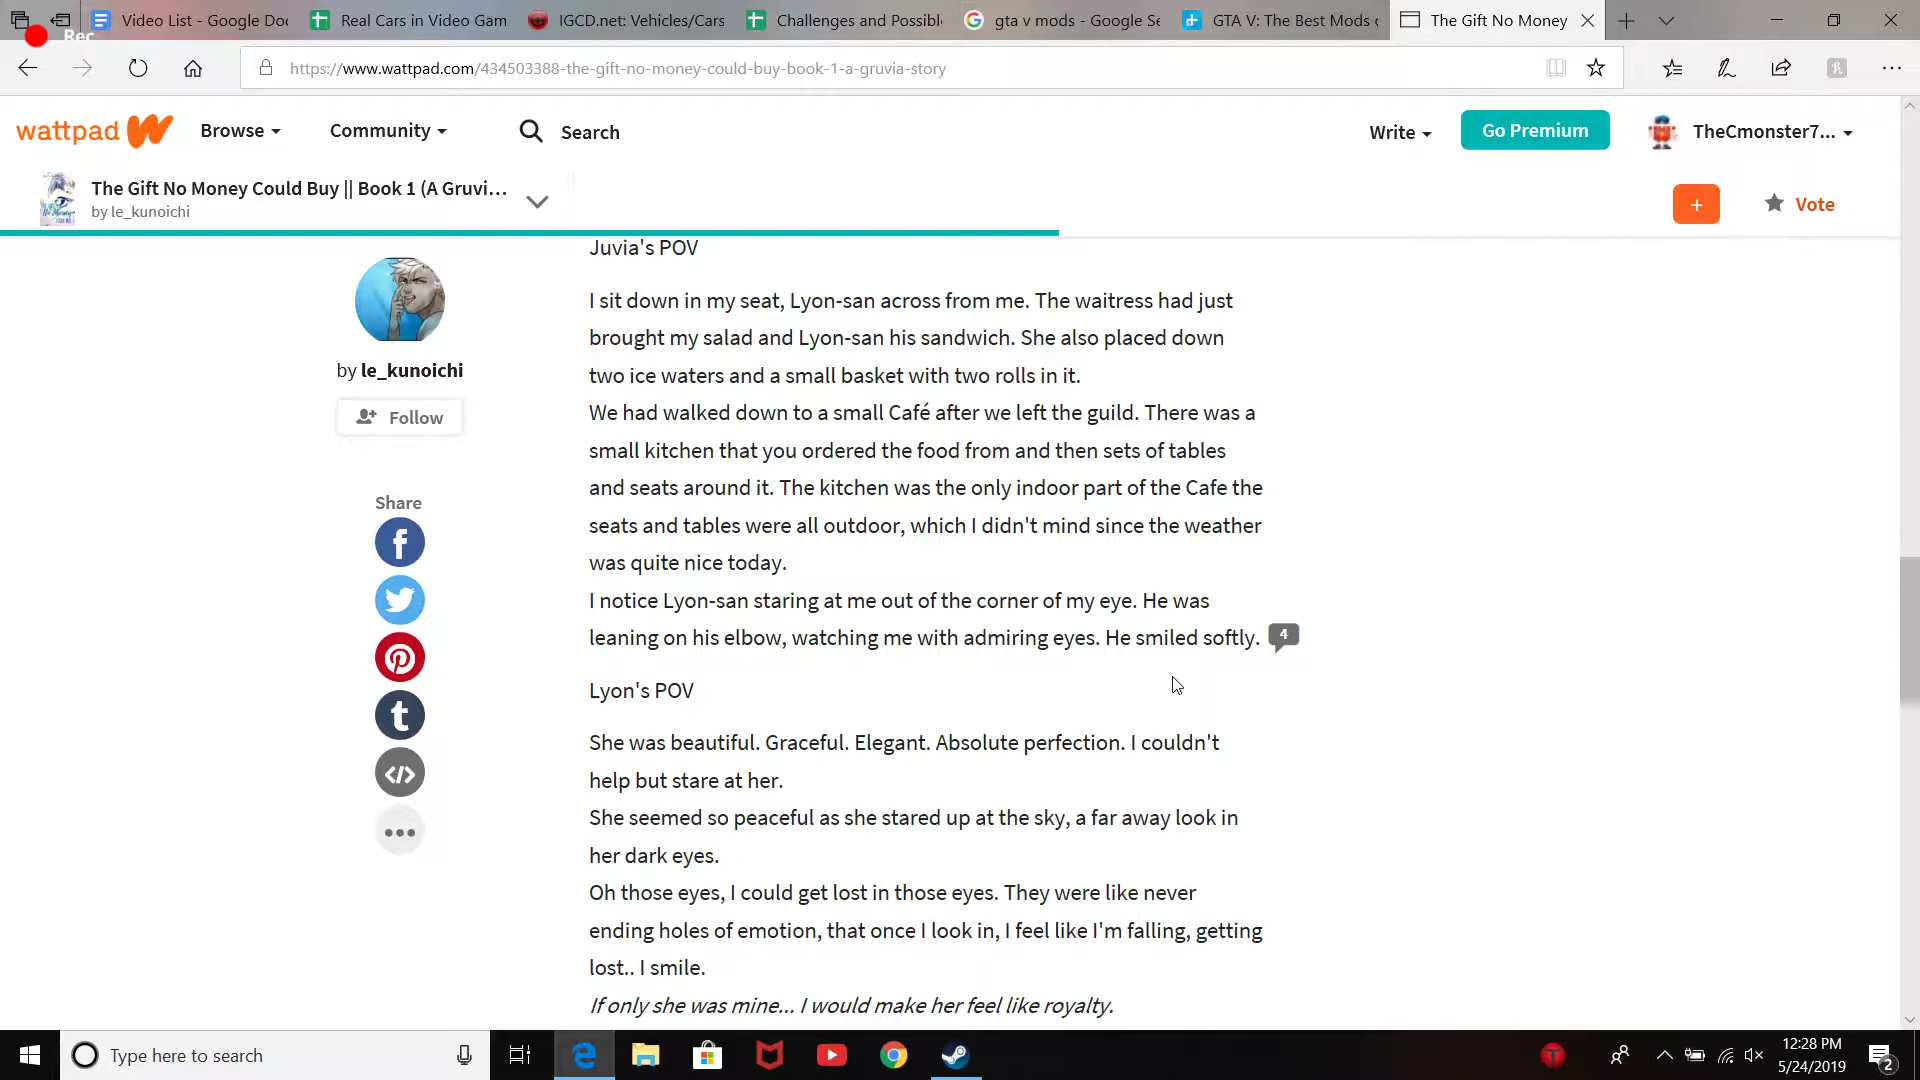 Video List - Google Doc
Real Cars in Video Gam
IGCD.net: Vehicles/Cars
Challenges and Possibl
gta v mods - Google Se
GTA V: The Best Mods
The Gift No Money
Rec
https://www.wattpad.com/434503388-the-gift-no-money-could-buy-book-1-a-gruvia-story
wattpad
Browse
Community
Search
Write
Go Premium
TheCmonster7...
The Gift No Money Could Buy || Book 1 (A Gruvi...
by le_kunoichi
+
Vote
by le_kunoichi
Follow
Share
Juvia's POV
I sit down in my seat, Lyon-san across from me. The waitress had just
brought my salad and Lyon-san his sandwich. She also placed down
two ice waters and a small basket with two rolls in it.
We had walked down to a small Café after we left the guild. There was a
small kitchen that you ordered the food from and then sets of tables
and seats around it. The kitchen was the only indoor part of the Cafe the
seats and tables were all outdoor, which I didn't mind since the weather
was quite nice today.
I notice Lyon-san staring at me out of the corner of my eye. He was
leaning on his elbow, watching me with admiring eyes. He smiled softly.
4
Lyon's POV
She was beautiful. Graceful. Elegant. Absolute perfection. I couldn't
help but stare at her.
She seemed so peaceful as she stared up at the sky, a far away look in
her dark eyes.
Oh those eyes, I could get lost in those eyes. They were like never
ending holes of emotion, that once I look in, I feel like I'm falling, getting
lost.. I smile.
If only she was mine... I would make her feel like royalty.
Type here to search
12:28 PM
5/24/2019
2